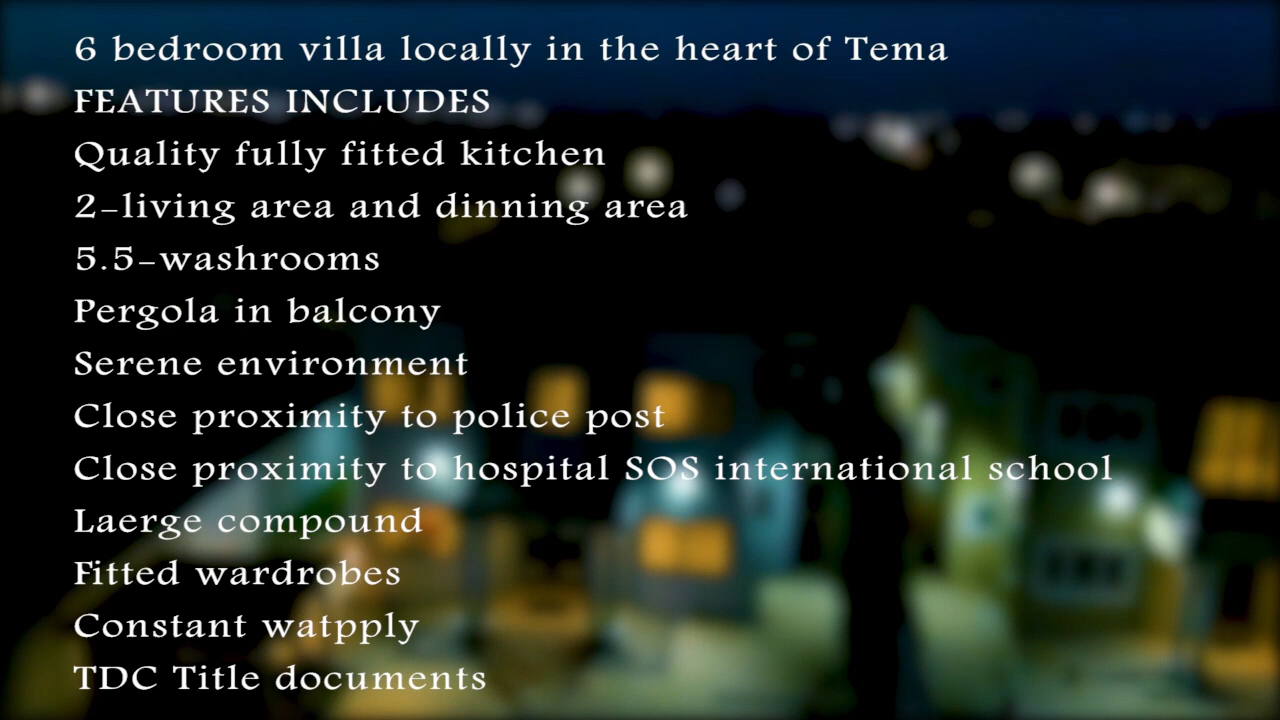 6 bedroom villa locally in the heart of Tema
FEATURES INCLUDES
Quality fully fitted kitchen
2-living area and dinning area
5.5-washrooms
Pergola in balcony
Serene environment
Close proximity to police post
Close proximity to hospital SOS international school
Laerge compound
Fitted wardrobes
Constant watpply
TDC Title documents